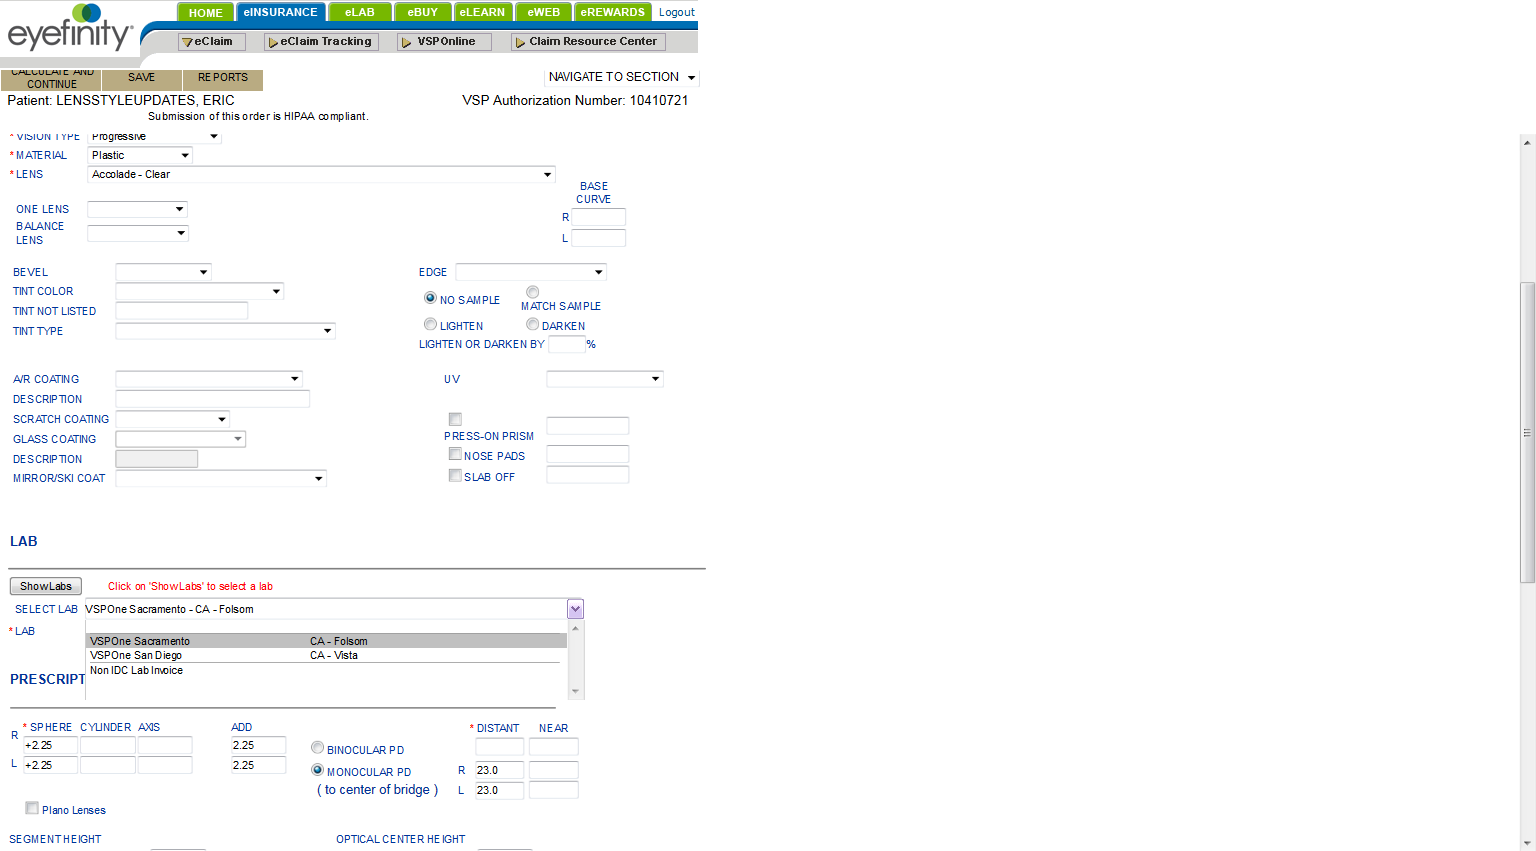 eyefinity
HOME eINSURANCE eLAB eBUY eLEARN eWEB eREWARDS Logout
eClaim eClaim Tracking VSPOnline Claim Resource Center
CALCULATE AND CONTINUE SAVE REPORTS NAVIGATE TO SECTION
Patient: LENSSTYLEUPDATES, ERIC VSP Authorization Number: 10410721
Submission of this order is HIPAA compliant.
* VISION TYPE Progressive
* MATERIAL Plastic
* LENS Accolade - Clear
BASE CURVE
ONE LENS R
BALANCE LENS L
BEVEL EDGE
TINT COLOR NO SAMPLE MATCH SAMPLE
TINT NOT LISTED
TINT TYPE LIGHTEN DARKEN
LIGHTEN OR DARKEN BY %
A/R COATING UV
DESCRIPTION
SCRATCH COATING
GLASS COATING PRESS-ON PRISM
DESCRIPTION NOSE PADS
MIRROR/SKI COAT SLAB OFF
LAB
Show Labs Click on 'Show Labs' to select a lab
SELECT LAB VSPOne Sacramento - CA - Folsom
* LAB
VSPOne Sacramento CA - Folsom
VSPOne San Diego CA - Vista
Non IDC Lab Invoice
PRESCRIPT
* SPHERE CYLINDER AXIS ADD * DISTANT NEAR
R +2.25 2.25 BINOCULAR PD
L +2.25 2.25 MONOCULAR PD R 23.0
( to center of bridge ) L 23.0
Plano Lenses
SEGMENT HEIGHT OPTICAL CENTER HEIGHT